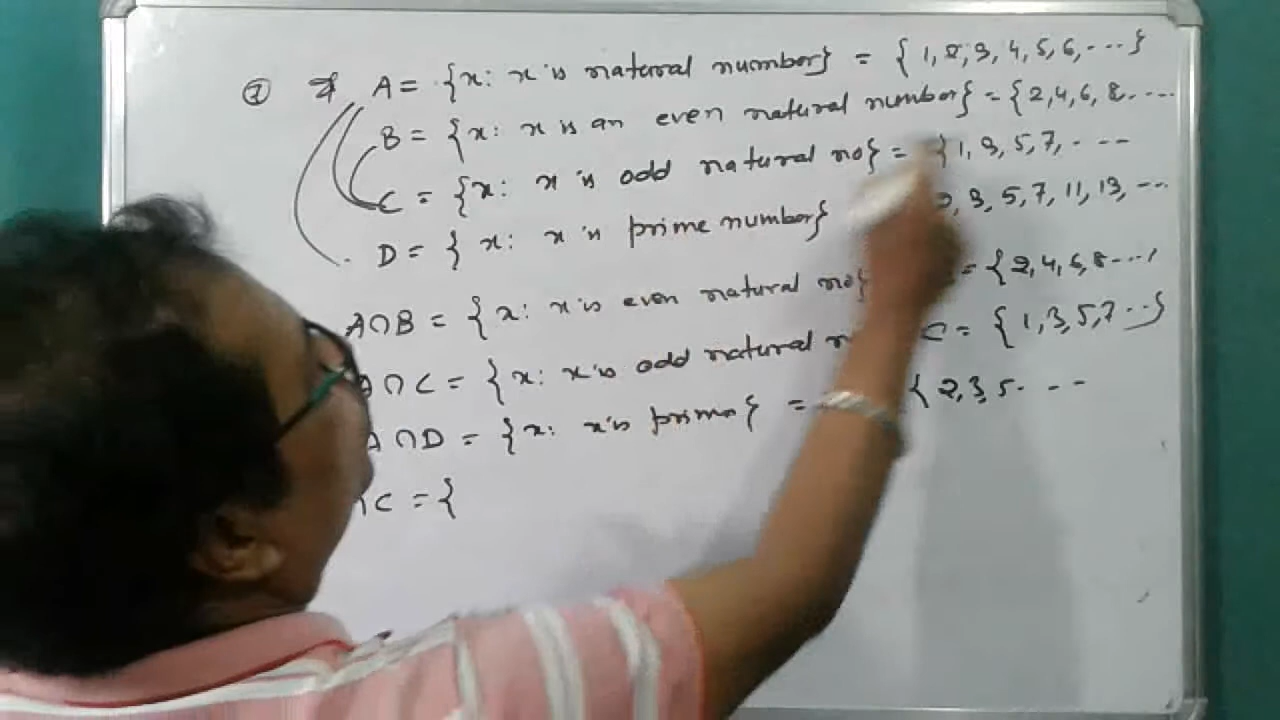 ⑦ If A = {x: x is natural number} = {1, 2, 3, 4, 5, 6, ...}
B = {x: x is an even natural number} = {2, 4, 6, 8 ....
C = {x: x is odd natural no} = {1, 3, 5, 7, ....
D = {x: x is prime number} 2, 3, 5, 7, 11, 13, ...
A∩B = {x: x is even natural no} = {2, 4, 6, 8 ...
A∩C = {x: x is odd natural C = {1, 3, 5, 7 ..}
A∩D = {x: x is prime} = {2, 3, 5. ...
∩C = {